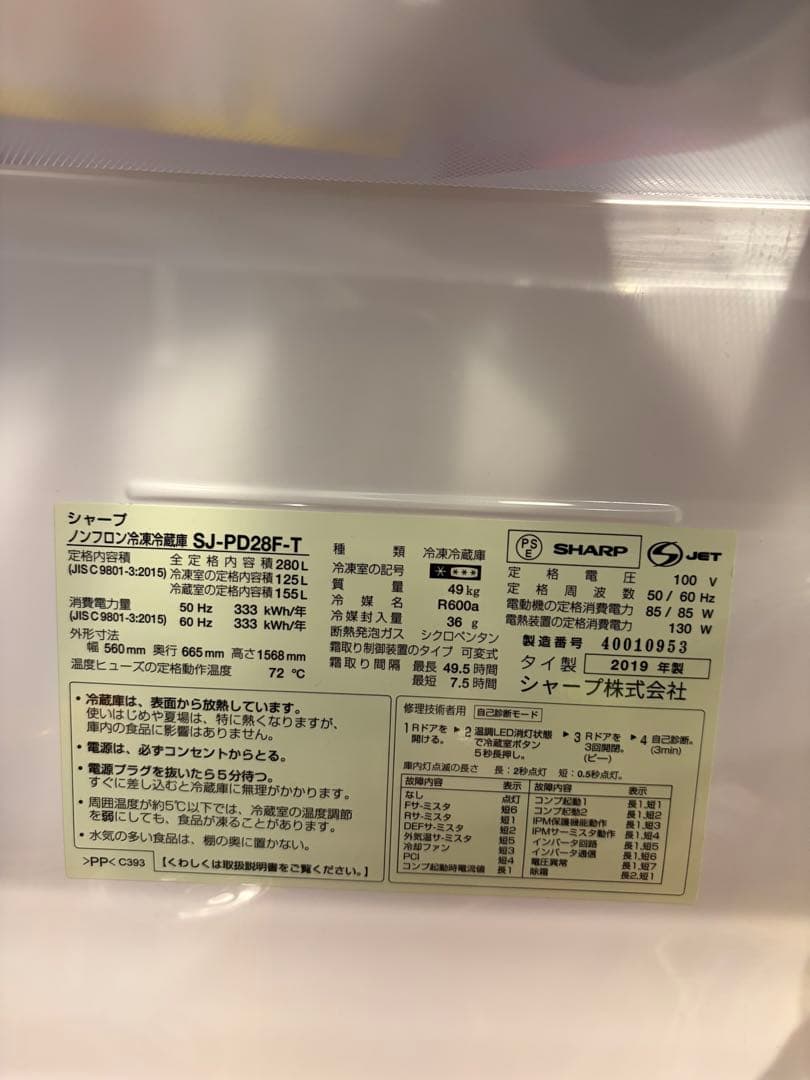 シャープ
ノンフロン冷凍冷蔵庫 SJ-PD28F-T
定格内容積 全定格内容積 280L
(JIS C 9801-3:2015) 冷凍室の定格内容積 125L
冷蔵室の定格内容積 155L
消費電力量 50 Hz 333 kWh/年
(JIS C 9801-3:2015) 60 Hz 333 kWh/年
外形寸法
幅 560mm 奥行 665mm 高さ 1568mm
温度ヒューズの定格動作温度 72 ℃
種類 冷凍冷蔵庫
冷凍室の記号 * ***
質量 49kg
冷媒名 R600a
冷媒封入量 36 g
断熱発泡ガス シクロペンタン
霜取り制御装置のタイプ 可変式
霜取り間隔 最長 49.5 時間
最短 7.5 時間
PS E SHARP S JET
定格電圧 100 V
定格周波数 50/60 Hz
電動機の定格消費電力 85/85 W
電熱装置の定格消費電力 130 W
製造番号 40010953
タイ製 2019 年製
シャープ株式会社
・冷蔵庫は、表面から放熱しています。
使いはじめや夏場は、特に熱くなりますが、
庫内の食品に影響はありません。
・電源は、必ずコンセントからとる。
・電源プラグを抜いたら5分待つ。
すぐに差し込むと冷蔵庫に無理がかかります。
・周囲温度が約5℃以下では、冷蔵室の温度調節
を弱にしても、食品が凍ることがあります。
・水気の多い食品は、棚の奥に置かない。
>PP< C393 【くわしくは取扱説明書をご覧ください。】
修理技術者用 自己診断モード
1 Rドアを開ける。 ▶ 2 温調LED消灯状態で冷蔵室ボタン5秒長押し。 ▶ 3 Rドアを3回開閉。(ピー) ▶ 4 自己診断。(3min)
庫内灯点滅の長さ 長:2秒点灯 短:0.5秒点灯。
故障内容 表示
なし 点灯
Fサーミスタ 短6
Rサーミスタ 短1
DEFサーミスタ 短2
外気温サーミスタ 短5
冷却ファン 短3
PCI 短4
コンプ起動時電流値 長1
故障内容 表示
コンプ起動1 長1,短1
コンプ起動2 長1,短2
IPM保護機能動作 長1,短3
IPMサーミスタ動作 長1,短4
インバータ回路 長1,短5
インバータ通信 長1,短6
電圧異常 長1,短7
除霜 長2,短1